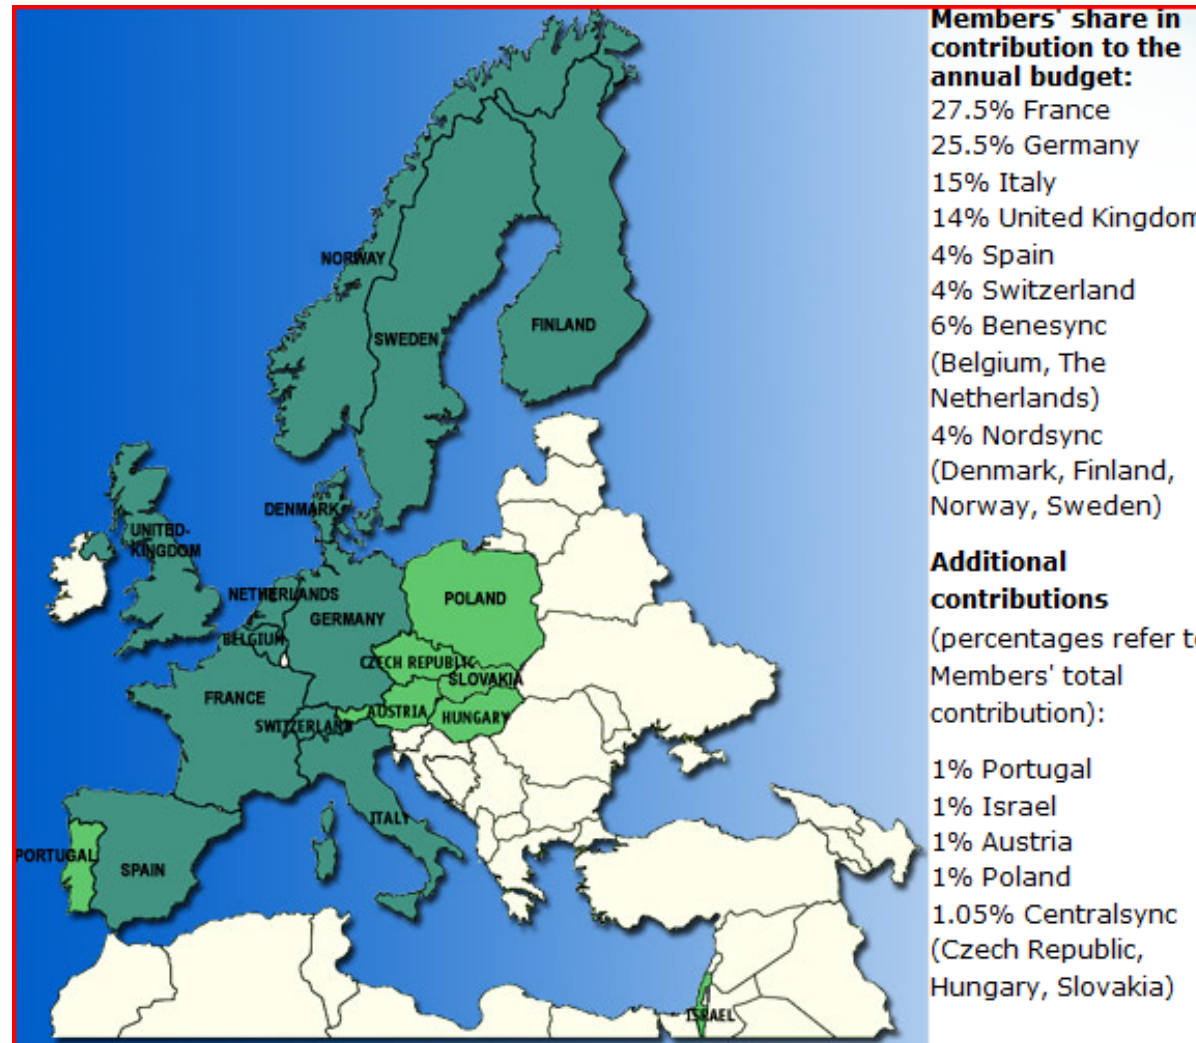 Members' share in
contribution to the
annual budget:
27.5% France
25.5% Germany
15% Italy
14% United Kingdom
4% Spain
4% Switzerland
6% Benesync
(Belgium, The
Netherlands)
4% Nordsync
(Denmark, Finland,
Norway, Sweden)
Additional
contributions
(percentages refer to
Members' total
contribution):
1% Portugal
1% Israel
1% Austria
1% Poland
1.05% Centralsync
(Czech Republic,
Hungary, Slovakia)
NORWAY
FINLAND
SWEDEN
DENMARK
UNITED-
KINGDOM
NETHERLANDS
POLAND
GERMANY
BELGIUM
CZECH REPUBLIC
SLOVAKIA
FRANCE
AUSTRIA
HUNGARY
SWITZERLAND
ITALY
PORTUGAL
SPAIN
ISRAEL